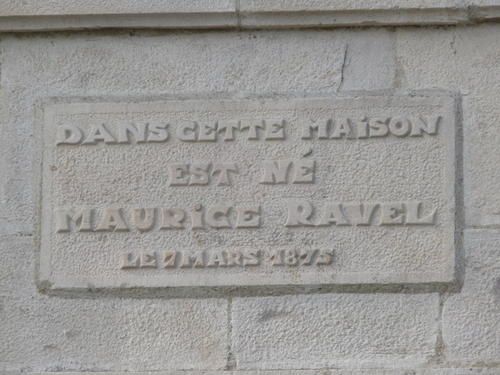 DANS CETTE MAiSON
EST NÉ
MAURiCE RAVEL
LE 7 MARS 1875